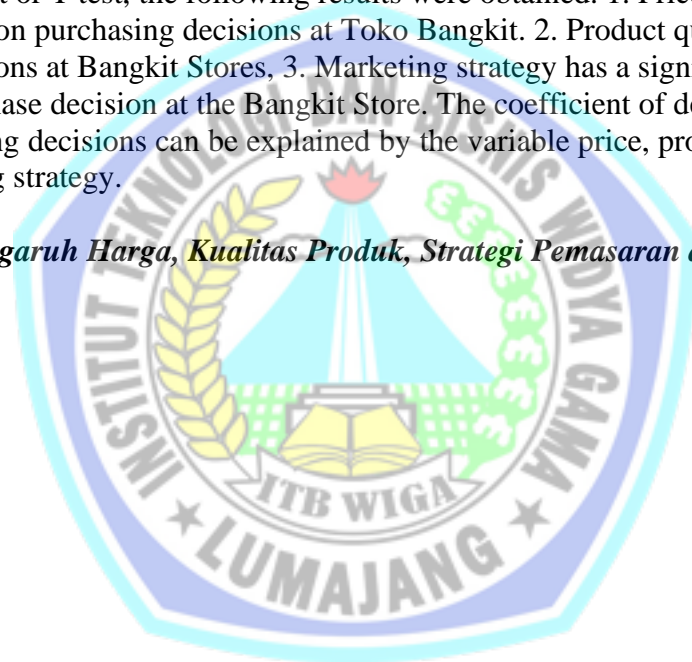 t of T test, the following results were obtained. 1. Price
on purchasing decisions at Toko Bangkit. 2. Product qu
ons at Bangkit Stores, 3. Marketing strategy has a signi
ase decision at the Bangkit Store. The coefficient of de
ng decisions can be explained by the variable price, pro
g strategy.
garuh Harga, Kualitas Produk, Strategi Pemasaran
INSTITUT TEKNOLOGI DAN BISNIS WIDYA GAMA
ITB WIGA
LUMAJANG